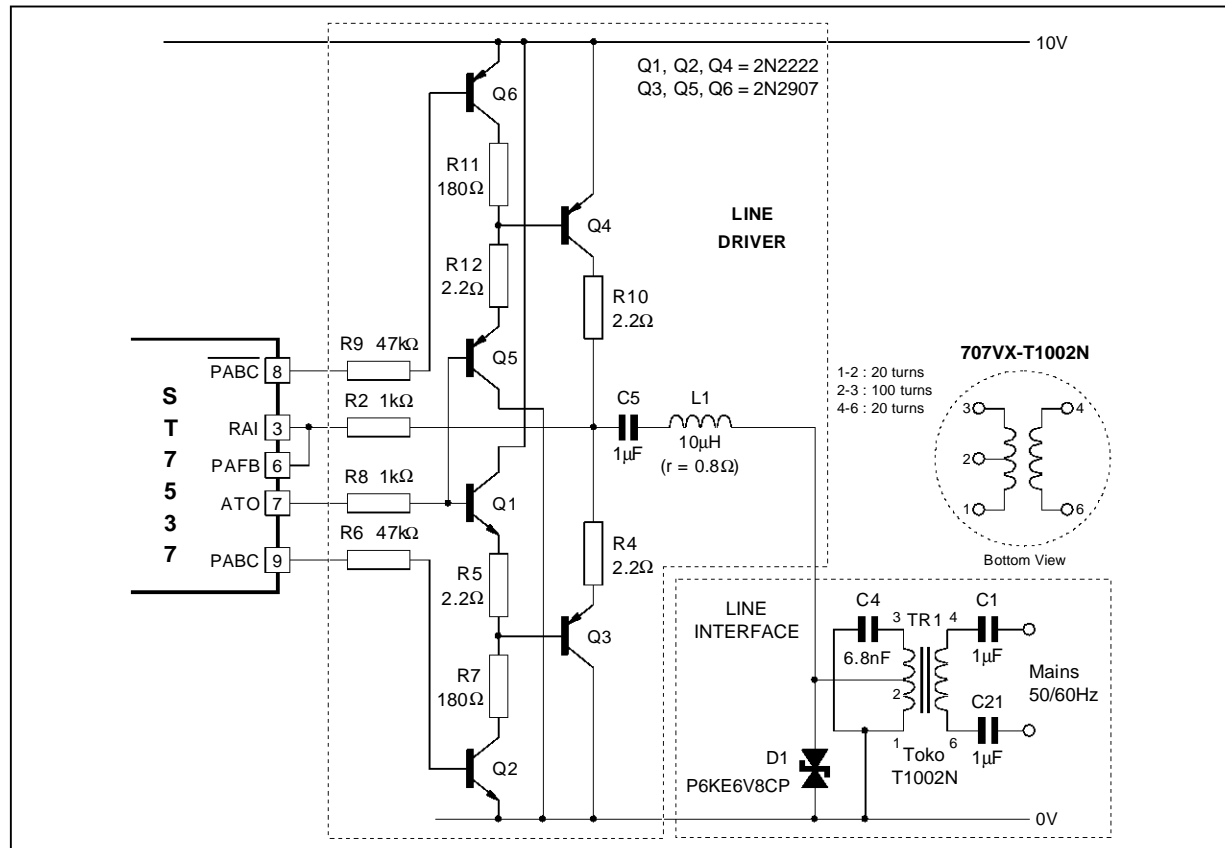 10V
Q1, Q2, Q4 = 2N2222
Q3, Q5, Q6 = 2N2907
Q6
R11
180Ω
Q4
LINE
DRIVER
R12
2.2Ω
R10
2.2Ω
R9 47kΩ
Q5
PABC 8
R2 1kΩ
RAI 3
PAFB 6
R8 1kΩ
ATO 7
R6 47kΩ
PABC 9
ST7537
C5
1µF
L1
10µH
(r = 0.8Ω)
Q1
R5
2.2Ω
R4
2.2Ω
Q3
R7
180Ω
Q2
707VX-T1002N
1-2 : 20 turns
2-3 : 100 turns
4-6 : 20 turns
3
4
2
1
6
Bottom View
LINE
INTERFACE
C4
6.8nF
3
TR1
4
C1
1µF
2
Mains
50/60Hz
C21
1µF
1
6
Toko
T1002N
D1
P6KE6V8CP
0V